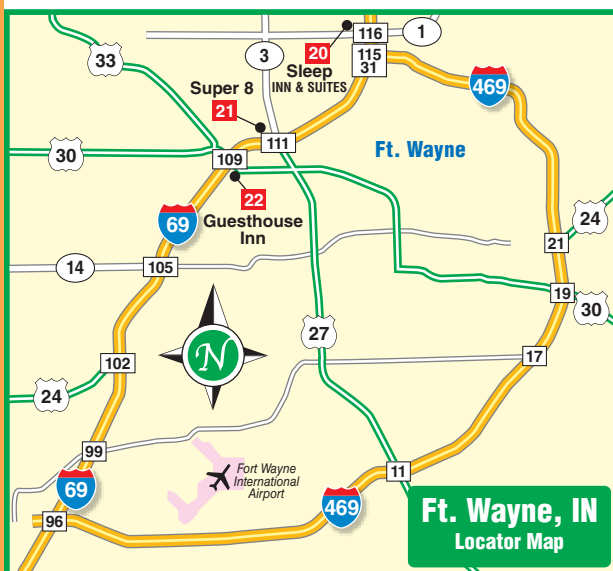 116
1
20
33
3
115
31
Sleep
INN & SUITES
Super 8
469
21
111
Ft. Wayne
30
109
22
Guesthouse
Inn
69
24
21
14
105
19
30
27
N
102
17
24
99
Fort Wayne
International
Airport
11
69
469
96
Ft. Wayne, IN
Locator Map